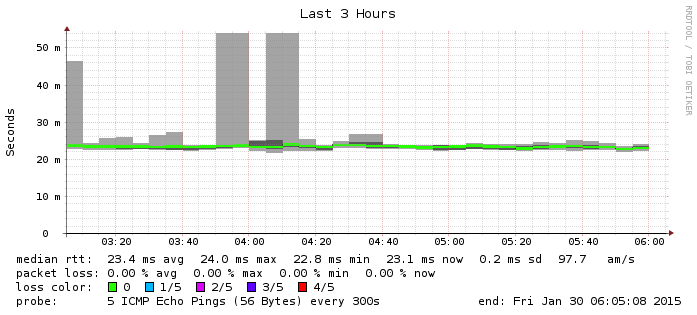 Last 3 Hours
RRDTOOL / TOBI OETIKER
Seconds
50 m
40 m
30 m
20 m
10 m
0
03:20 03:40 04:00 04:20 04:40 05:00 05:20 05:40 06:00
median rtt: 23.4 ms avg 24.0 ms max 22.8 ms min 23.1 ms now 0.2 ms sd 97.7 am/s
packet loss: 0.00 % avg 0.00 % max 0.00 % min 0.00 % now
loss color: 0 1/5 2/5 3/5 4/5
probe: 5 ICMP Echo Pings (56 Bytes) every 300s end: Fri Jan 30 06:05:08 2015